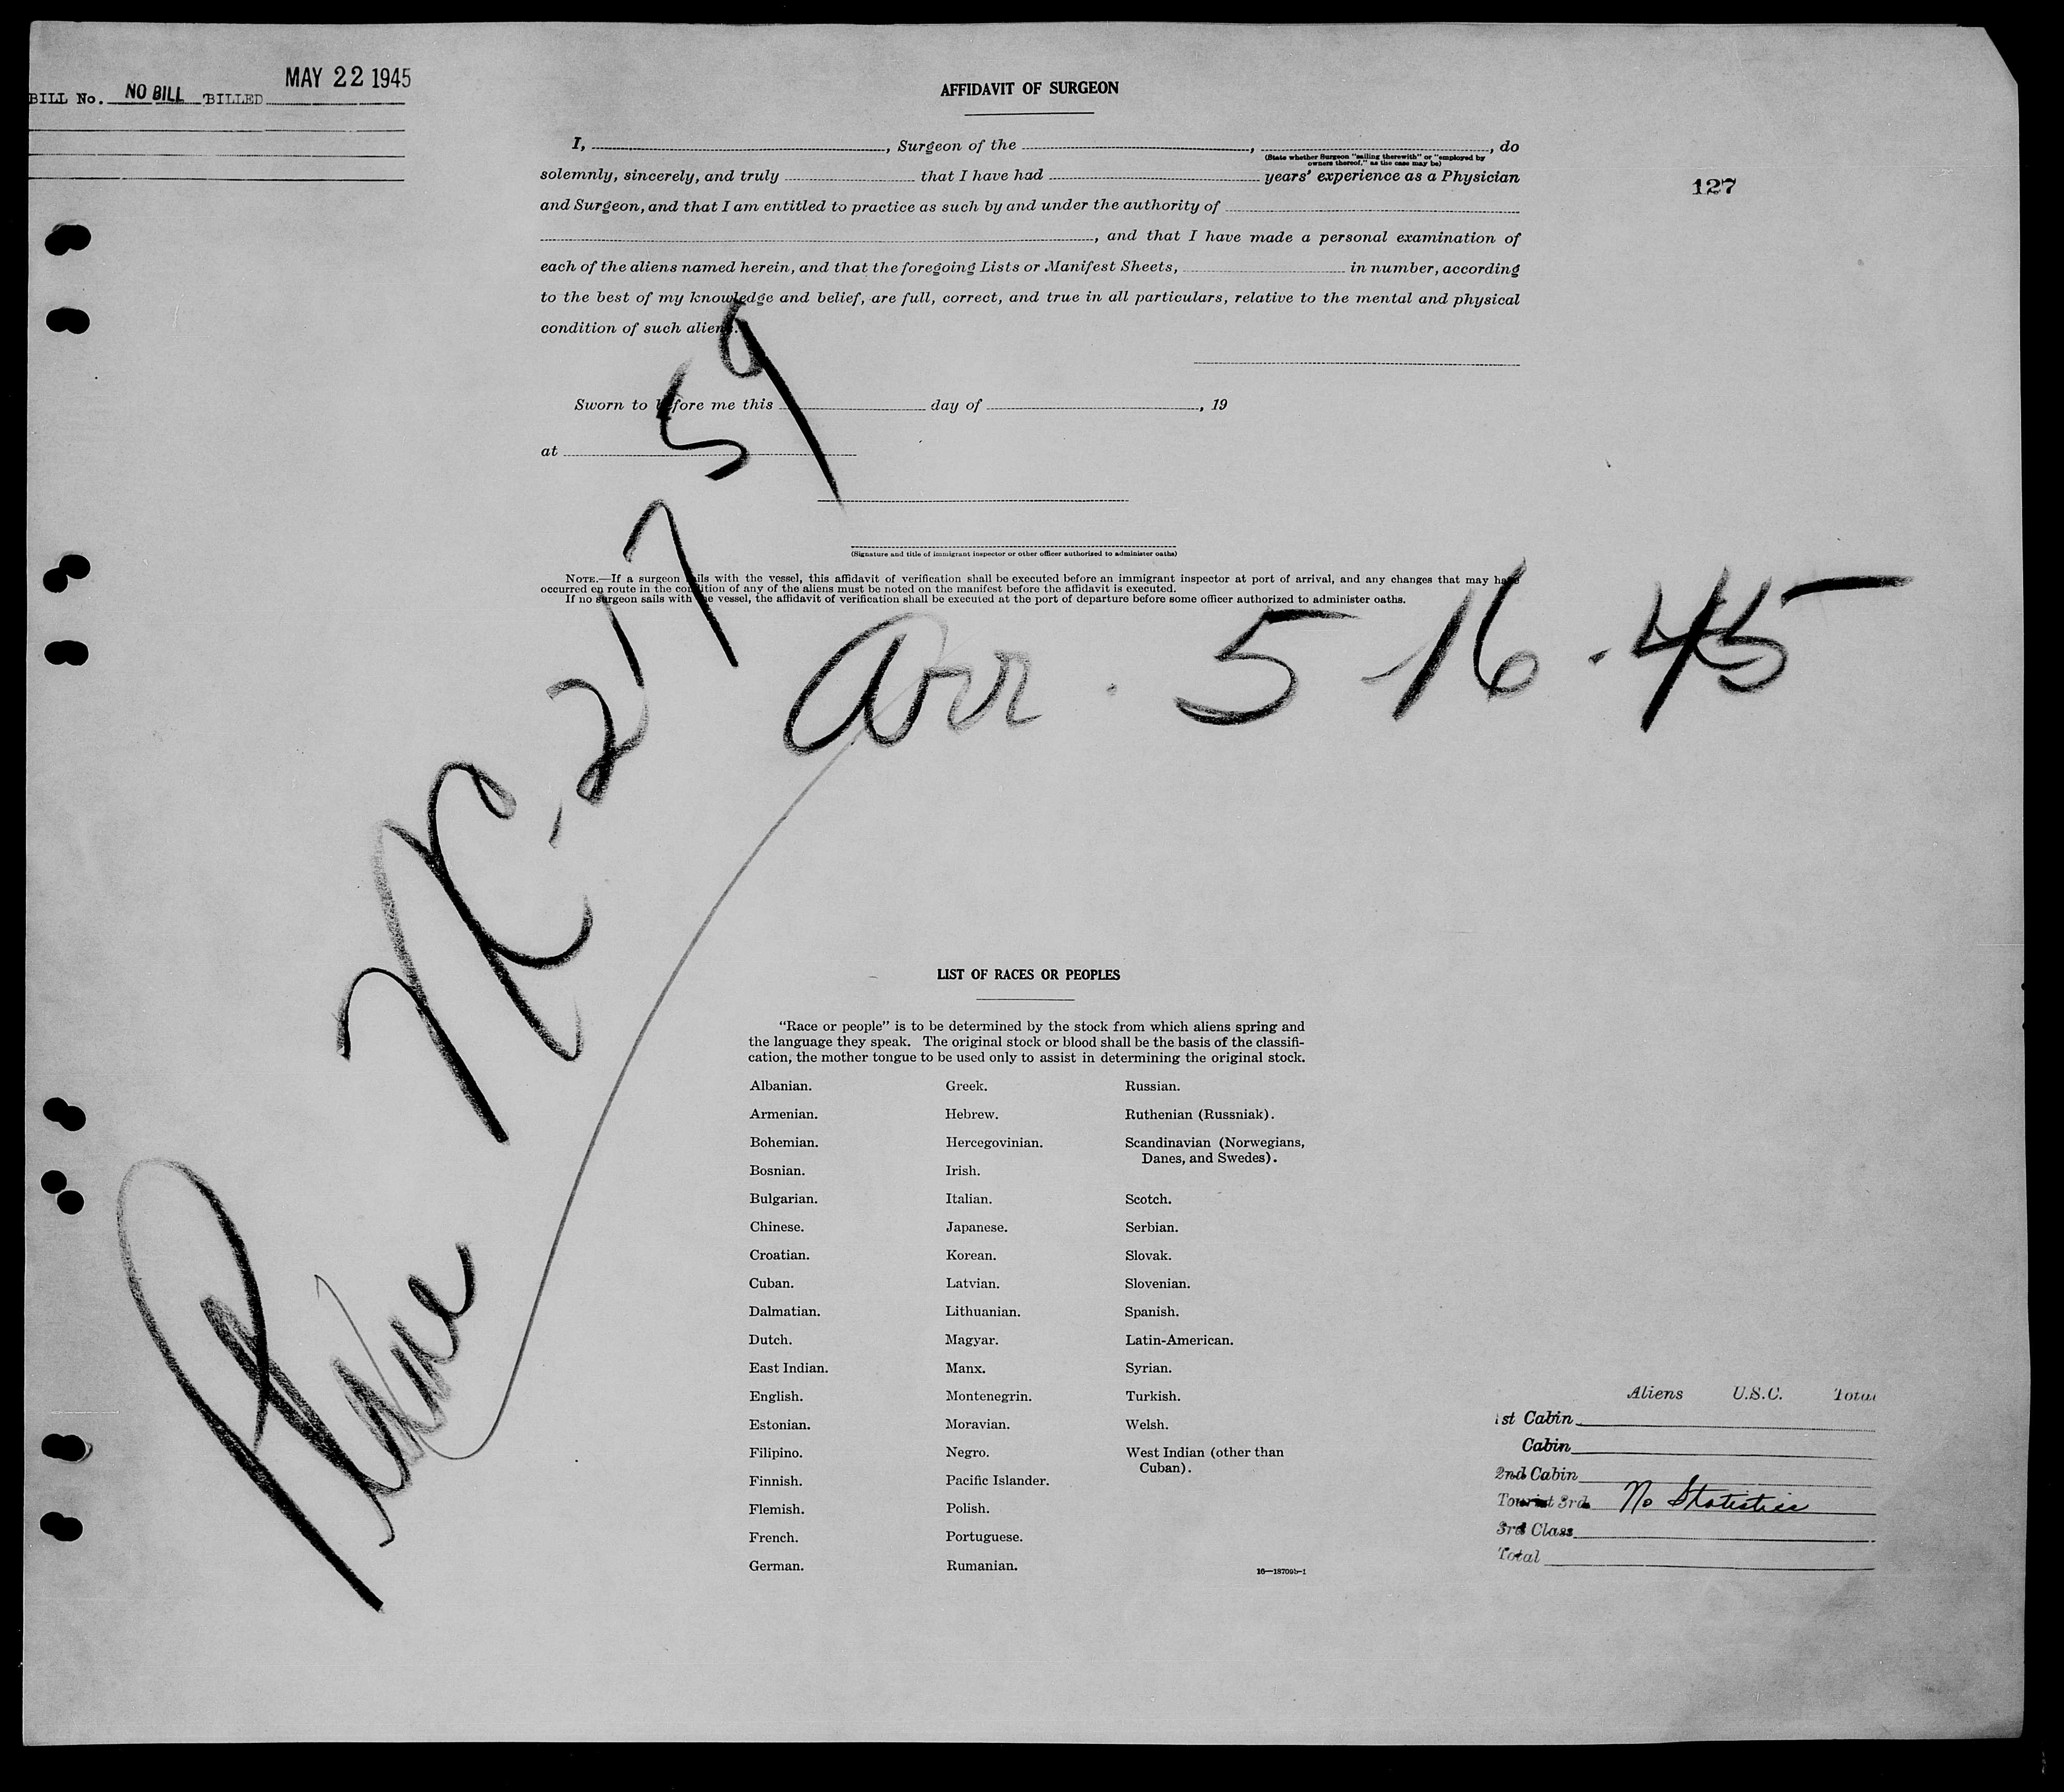 MAY 22 1945
BILL No. NO BILL BILLED
AFFIDAVIT OF SURGEON
127
I, , Surgeon of the , , do
(State whether Surgeon "sailing therewith" or "employed by
owners thereof," as the case may be)
solemnly, sincerely, and truly that I have had years' experience as a Physician
and Surgeon, and that I am entitled to practice as such by and under the authority of
, and that I have made a personal examination of
each of the aliens named herein, and that the foregoing Lists or Manifest Sheets, in number, according
to the best of my knowledge and belief, are full, correct, and true in all particulars, relative to the mental and physical
condition of such aliens.
Sworn to before me this day of , 19
at
(Signature and title of immigrant inspector or other officer authorized to administer oaths)
NOTE.—If a surgeon sails with the vessel, this affidavit of verification shall be executed before an immigrant inspector at port of arrival, and any changes that may have
occurred en route in the condition of any of the aliens must be noted on the manifest before the affidavit is executed.
If no surgeon sails with the vessel, the affidavit of verification shall be executed at the port of departure before some officer authorized to administer oaths.
Plane NC-21759
Arr. 5-16-45
LIST OF RACES OR PEOPLES
"Race or people" is to be determined by the stock from which aliens spring and
the language they speak. The original stock or blood shall be the basis of the classifi-
cation, the mother tongue to be used only to assist in determining the original stock.
Albanian.
Armenian.
Bohemian.
Bosnian.
Bulgarian.
Chinese.
Croatian.
Cuban.
Dalmatian.
Dutch.
East Indian.
English.
Estonian.
Filipino.
Finnish.
Flemish.
French.
German.
Greek.
Hebrew.
Hercegovinian.
Irish.
Italian.
Japanese.
Korean.
Latvian.
Lithuanian.
Magyar.
Manx.
Montenegrin.
Moravian.
Negro.
Pacific Islander.
Polish.
Portuguese.
Rumanian.
Russian.
Ruthenian (Russniak).
Scandinavian (Norwegians,
Danes, and Swedes).
Scotch.
Serbian.
Slovak.
Slovenian.
Spanish.
Latin-American.
Syrian.
Turkish.
Welsh.
West Indian (other than
Cuban).
16—18709b-1
Aliens U.S.C. Total
1st Cabin
Cabin
2nd Cabin
Tourist 3rd No Statistics
3rd Class
Total